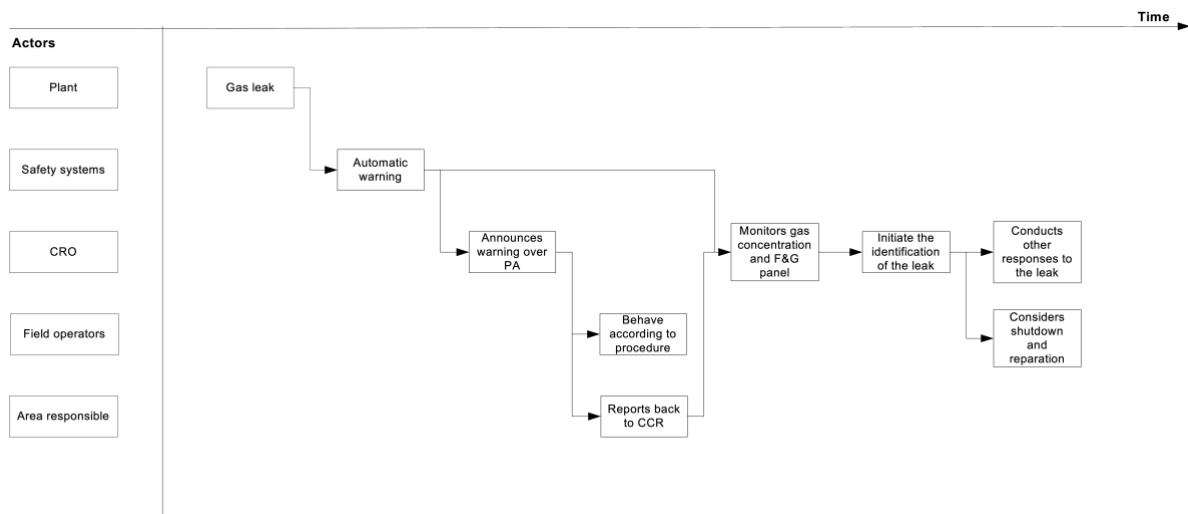 Time
Actors
Plant
Gas leak
Safety systems
Automatic
warning
CRO
Announces
warning over
PA
Monitors gas
concentration
and F&G
panel
Initiate the
identification
of the leak
Conducts
other
responses to
the leak
Field operators
Behave
according to
procedure
Considers
shutdown
and
reparation
Area responsible
Reports back
to CCR